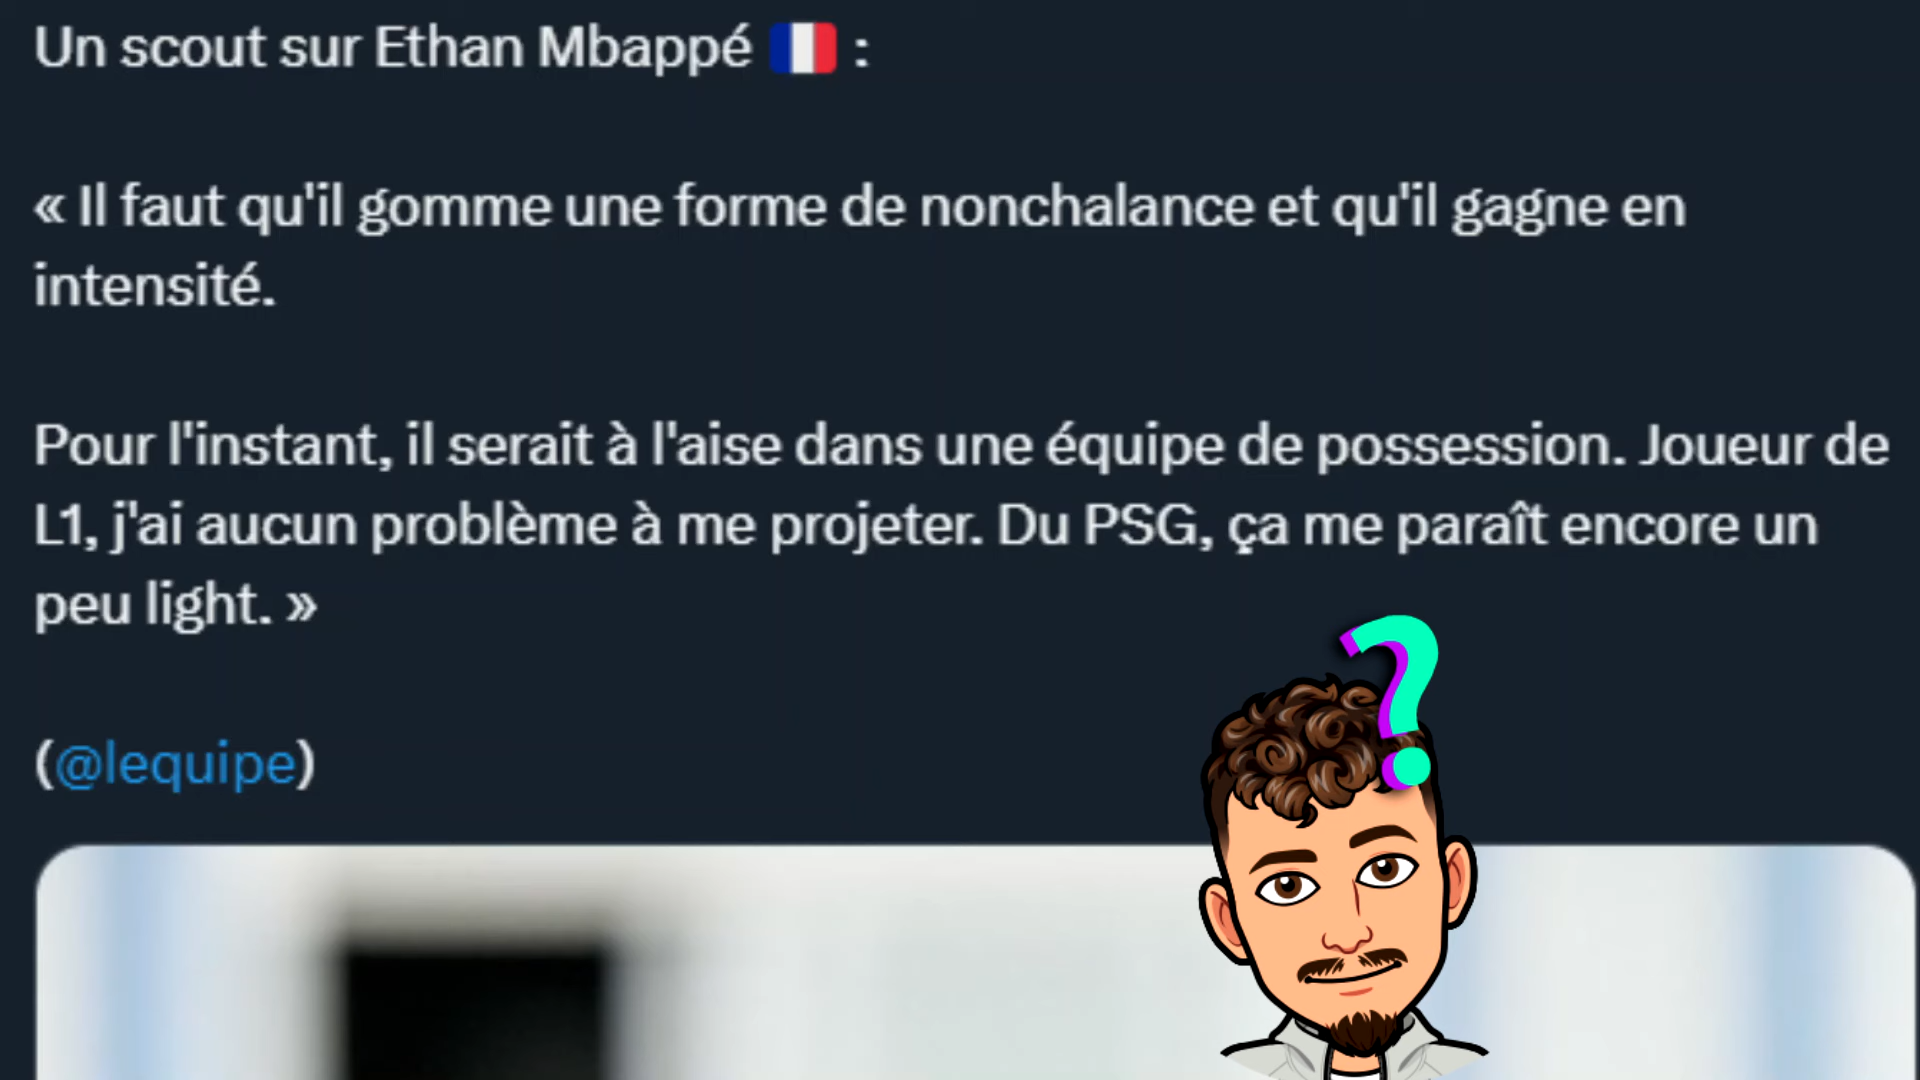 Un scout sur Ethan Mbappé 🇫🇷 :
« Il faut qu'il gomme une forme de nonchalance et qu'il gagne en
intensité.
Pour l'instant, il serait à l'aise dans une équipe de possession. Joueur de
L1, j'ai aucun problème à me projeter. Du PSG, ça me paraît encore un
peu light. »
(@lequipe)
?